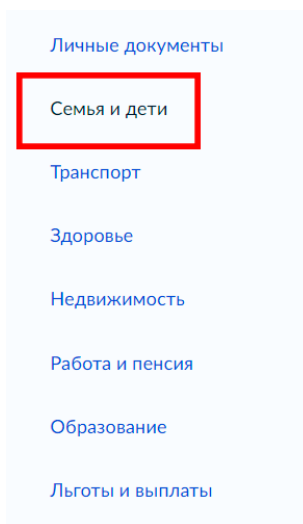 Личные документы
Семья и дети
Транспорт
Здоровье
Недвижимость
Работа и пенсия
Образование
Льготы и выплаты